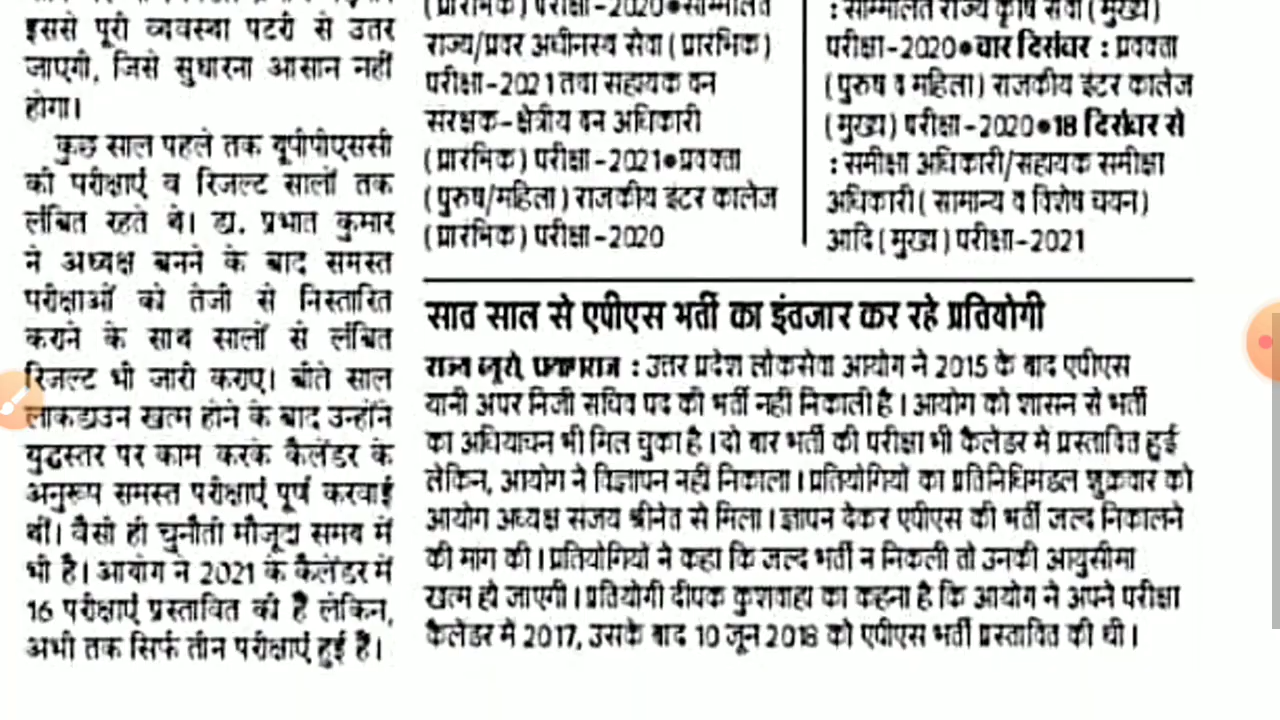 इससे पूरी व्यवस्था पटरी से उतर
जाएगी, जिसे सुधारना आसान नहीं
होगा।
कुछ साल पहले तक यूपीपीएससी
की परीक्षाएं व रिजल्ट सालों तक
लंबित रहते थे। डा. प्रभात कुमार
ने अध्यक्ष बनने के बाद समस्त
परीक्षाओं को तेजी से निस्तारित
कराने के साथ सालों से लंबित
रिजल्ट भी जारी कराए। बीते साल
लाकडाउन खत्म होने के बाद उन्होंने
युद्धस्तर पर काम करके कैलेंडर के
अनुरूप समस्त परीक्षाएं पूर्ण करवाई
थीं। वैसी ही चुनौती मौजूदा समय में
भी है। आयोग ने 2021 के कैलेंडर में
16 परीक्षाएं प्रस्तावित की है लेकिन,
अभी तक सिर्फ तीन परीक्षाएं हुई है।
(प्रारंभिक) परीक्षा-2020●सम्मिलित
राज्य/प्रवर अधीनस्थ सेवा (प्रारंभिक)
परीक्षा-2021 तथा सहायक वन
संरक्षक-क्षेत्रीय वन अधिकारी
(प्रारंभिक) परीक्षा-2021●प्रवक्ता
(पुरुष/महिला) राजकीय इंटर कालेज
(प्रारंभिक) परीक्षा-2020
: सम्मिलित राज्य कृषि सेवा (मुख्य)
परीक्षा-2020●चार दिसंबर : प्रवक्ता
(पुरुष व महिला) राजकीय इंटर कालेज
(मुख्य) परीक्षा-2020●18 दिसंबर से
: समीक्षा अधिकारी/सहायक समीक्षा
अधिकारी( सामान्य व विशेष चयन)
आदि (मुख्य) परीक्षा-2021
सात साल से एपीएस भर्ती का इंतजार कर रहे प्रतियोगी
राज्य ब्यूरो, प्रयागराज : उत्तर प्रदेश लोकसेवा आयोग ने 2015 के बाद एपीएस
यानी अपर निजी सचिव पद की भर्ती नहीं निकाली है। आयोग को शासन से भर्ती
का अधियाचन भी मिल चुका है। दो बार भर्ती की परीक्षा भी कैलेंडर में प्रस्तावित हुई
लेकिन, आयोग ने विज्ञापन नहीं निकाला। प्रतियोगियों का प्रतिनिधिमंडल शुक्रवार को
आयोग अध्यक्ष संजय श्रीनेत से मिला। ज्ञापन देकर एपीएस की भर्ती जल्द निकालने
की मांग की। प्रतियोगियों ने कहा कि जल्द भर्ती न निकली तो उनकी आयुसीमा
खत्म हो जाएगी। प्रतियोगी दीपक कुशवाहा का कहना है कि आयोग ने अपने परीक्षा
कैलेंडर में 2017, उसके बाद 10 जून 2018 को एपीएस भर्ती प्रस्तावित की थी।